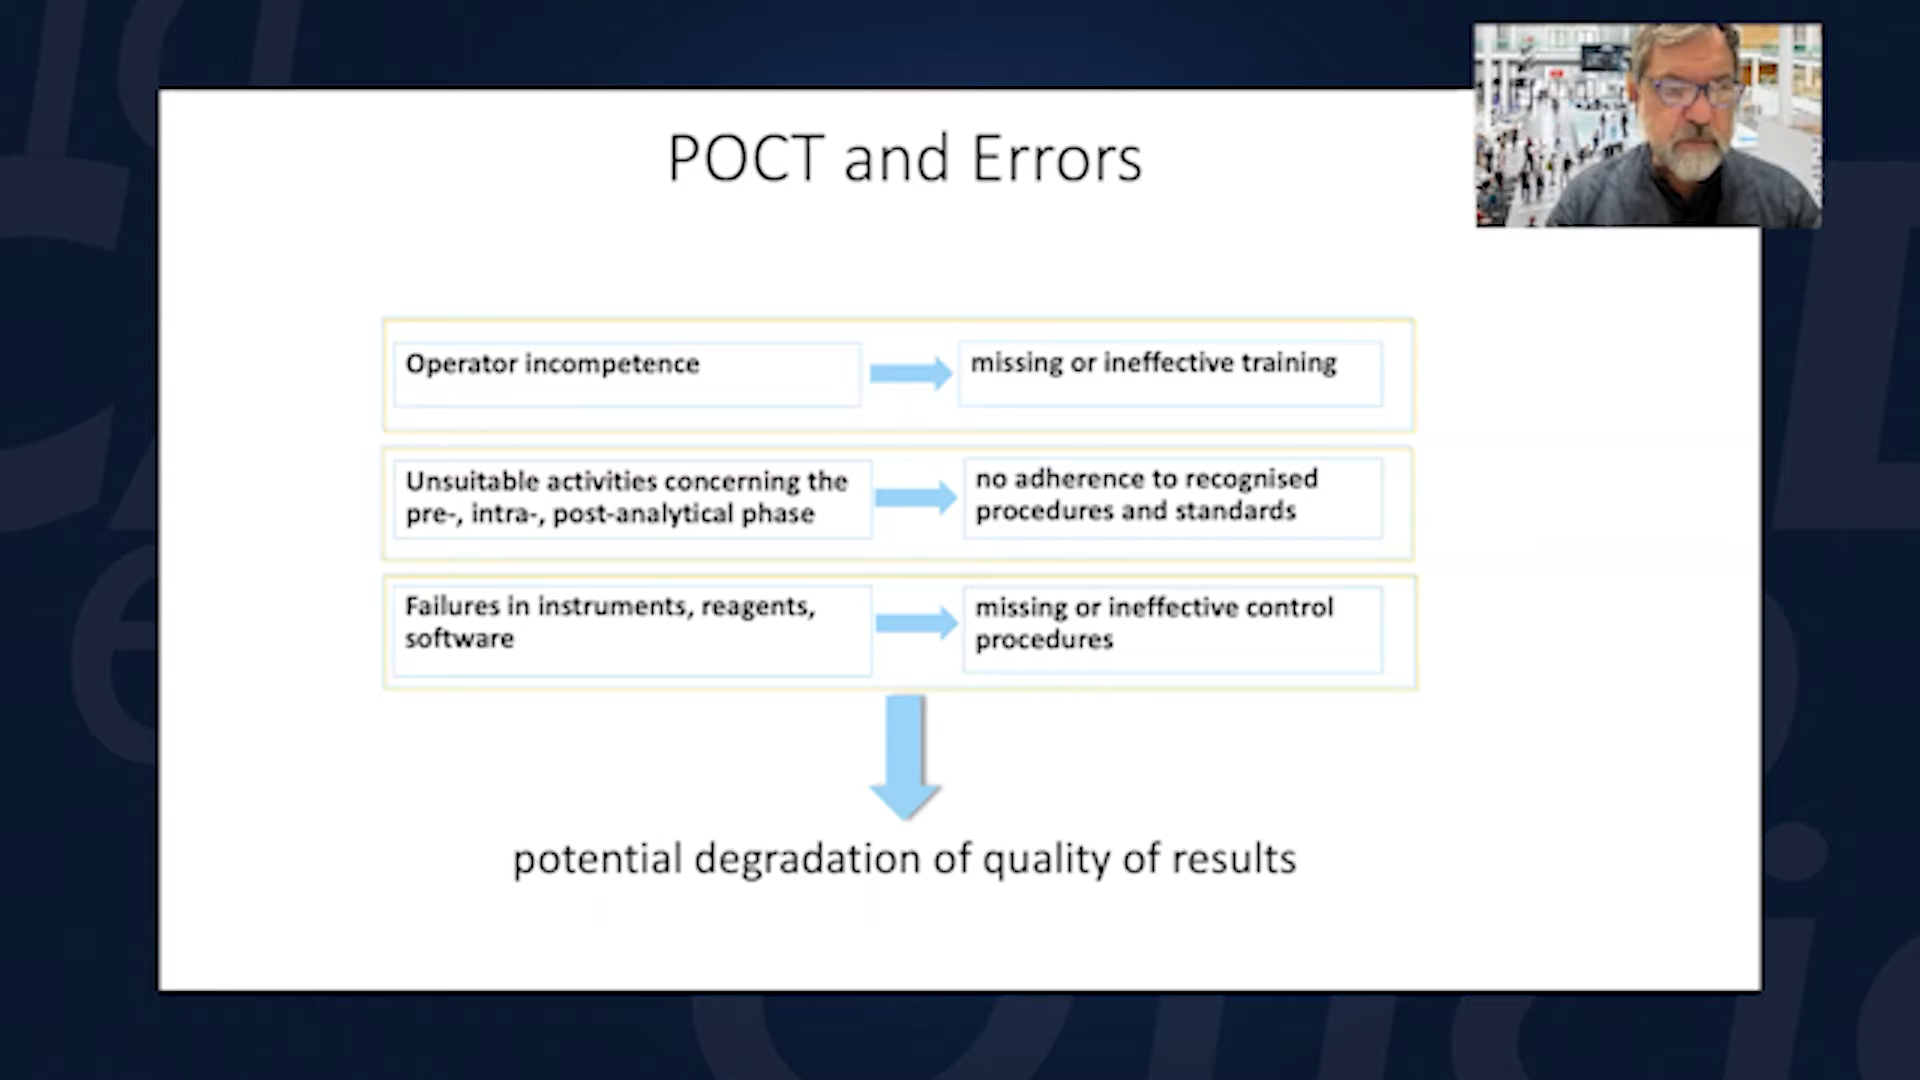 POCT and Errors
Operator incompetence
missing or ineffective training
Unsuitable activities concerning the
pre-, intra-, post-analytical phase
no adherence to recognised
procedures and standards
Failures in instruments, reagents,
software
missing or ineffective control
procedures
potential degradation of quality of results